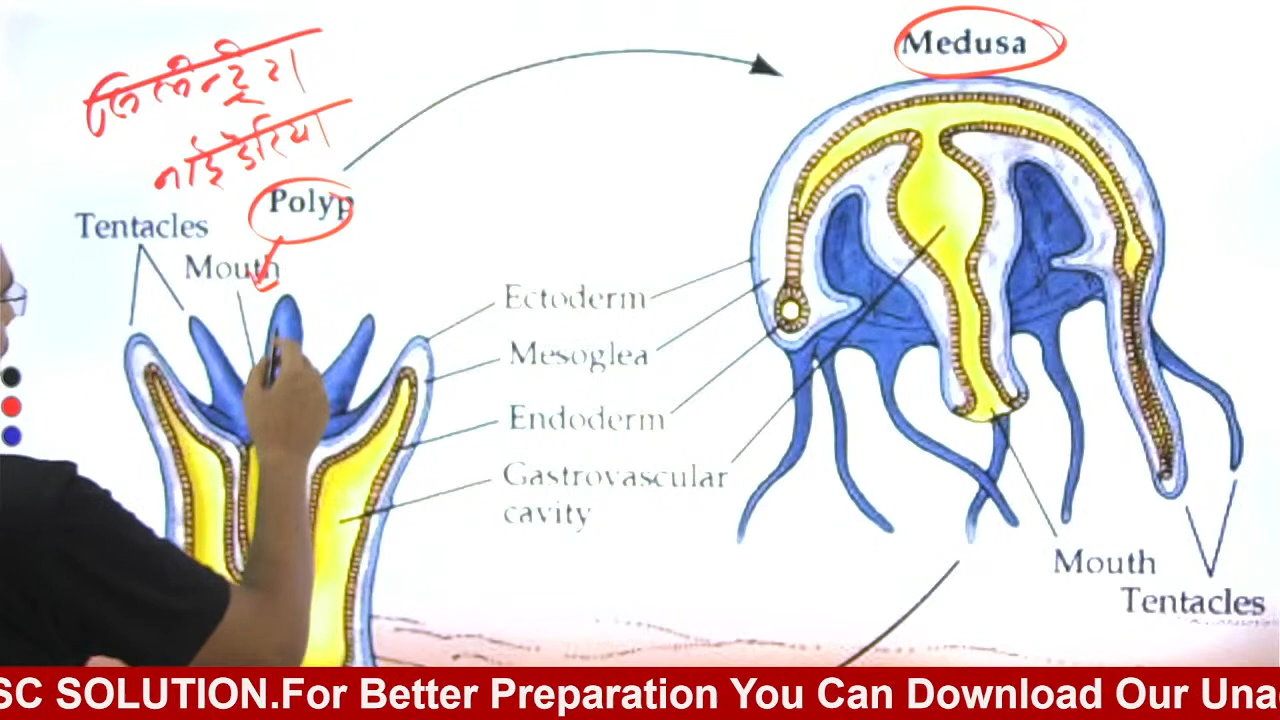 सिलेन्ट्रेटा
नाइडेरिया
Polyp
Medusa
Tentacles
Mouth
Ectoderm
Mesoglea
Endoderm
Gastrovascular
cavity
Mouth
Tentacles
SC SOLUTION.For Better Preparation You Can Download Our Una